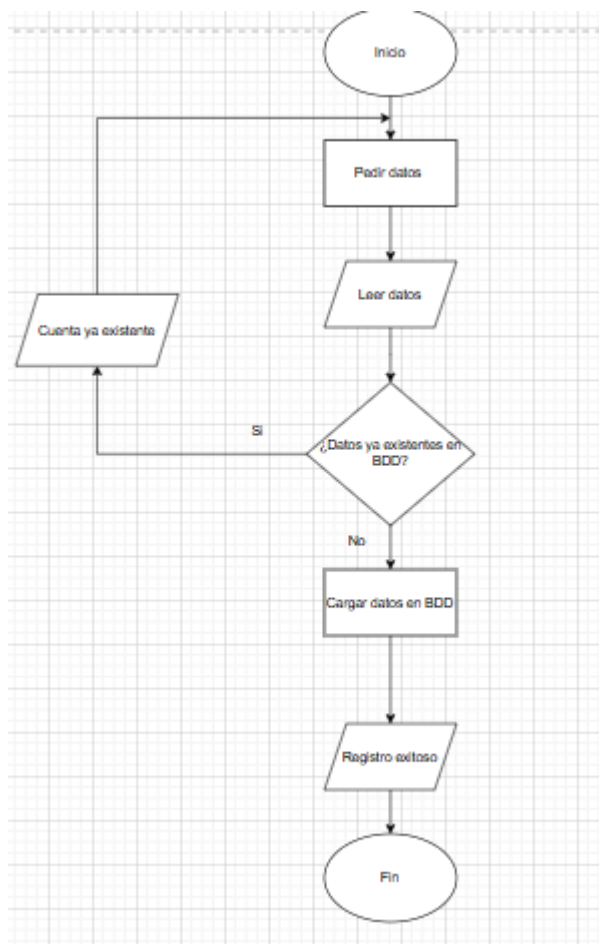 Inicio
Pedir datos
Leer datos
Cuenta ya existente
Si
¿Datos ya existentes en
BDD?
No
Cargar datos en BDD
Registro exitoso
Fin